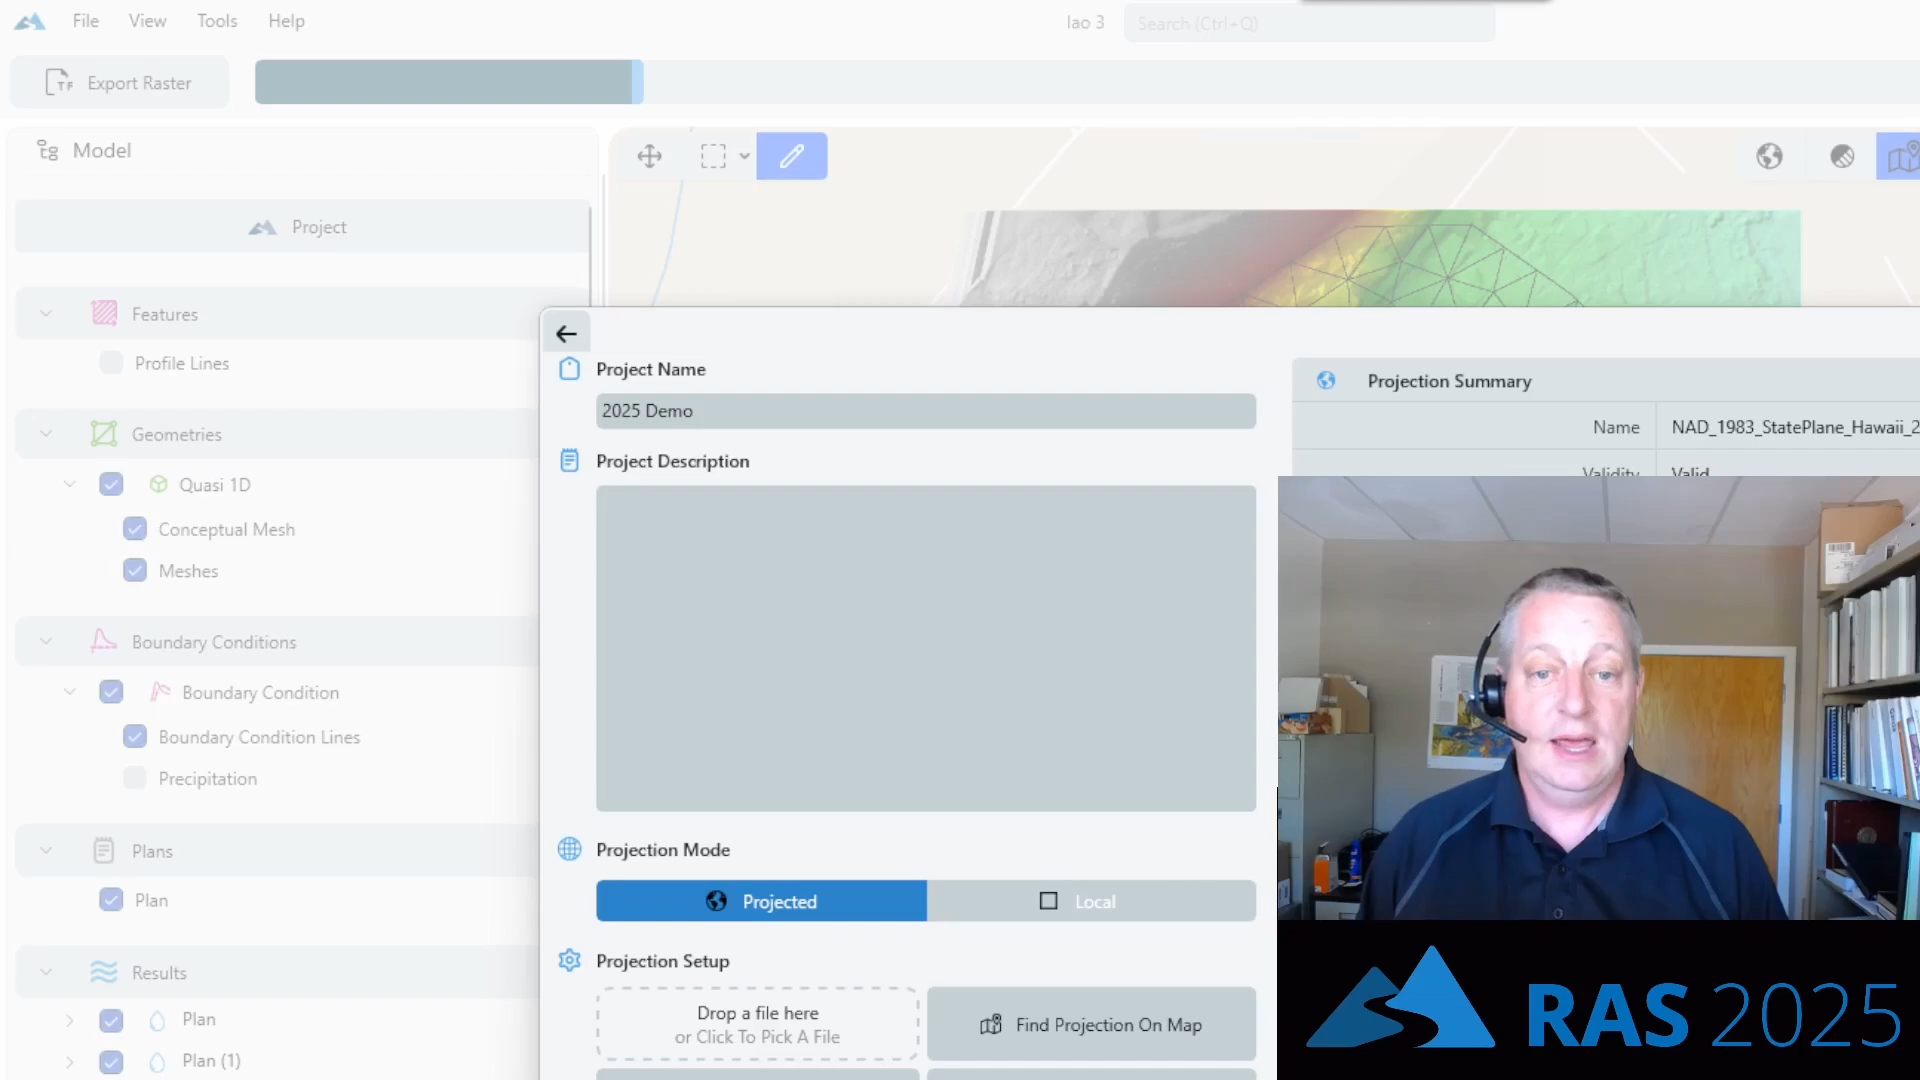 File View Tools Help
Iao 3
Search (Ctrl+Q)
TF Export Raster
Model
Project
Features
Profile Lines
Geometries
Quasi 1D
Conceptual Mesh
Meshes
Boundary Conditions
Boundary Condition
Boundary Condition Lines
Precipitation
Plans
Plan
Results
Plan
Plan (1)
Project Name
2025 Demo
Project Description
Projection Mode
Projected
Local
Projection Setup
Drop a file here
or Click To Pick A File
Find Projection On Map
Projection Summary
Name NAD_1983_StatePlane_Hawaii_2
Validity Valid
RAS 2025